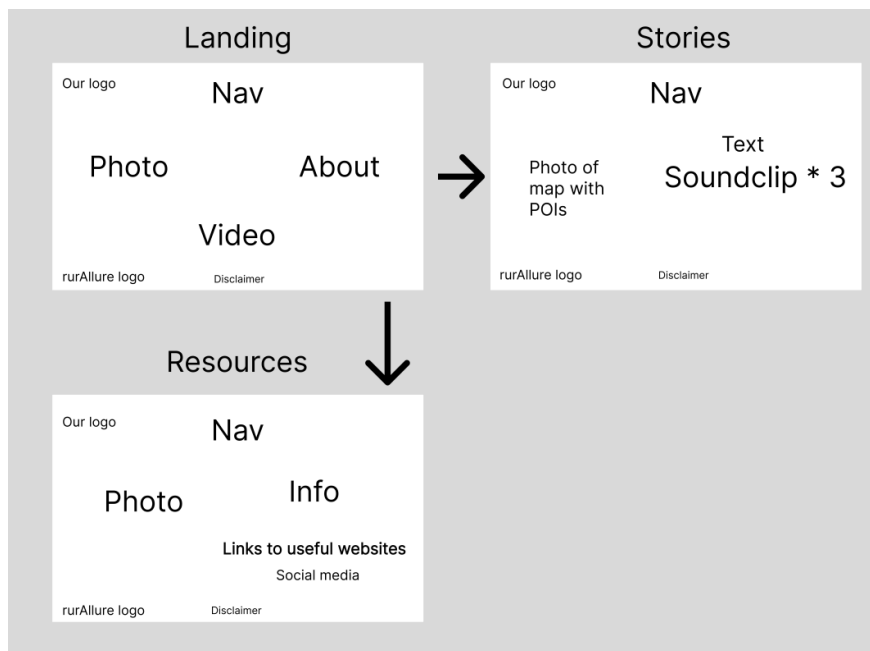 Landing
Our logo
Nav
Photo
About
Video
rurAllure logo
Disclaimer
Stories
Our logo
Nav
Photo of
map with
POIs
Text
Soundclip * 3
rurAllure logo
Disclaimer
Resources
Our logo
Nav
Photo
Info
Links to useful websites
Social media
rurAllure logo
Disclaimer